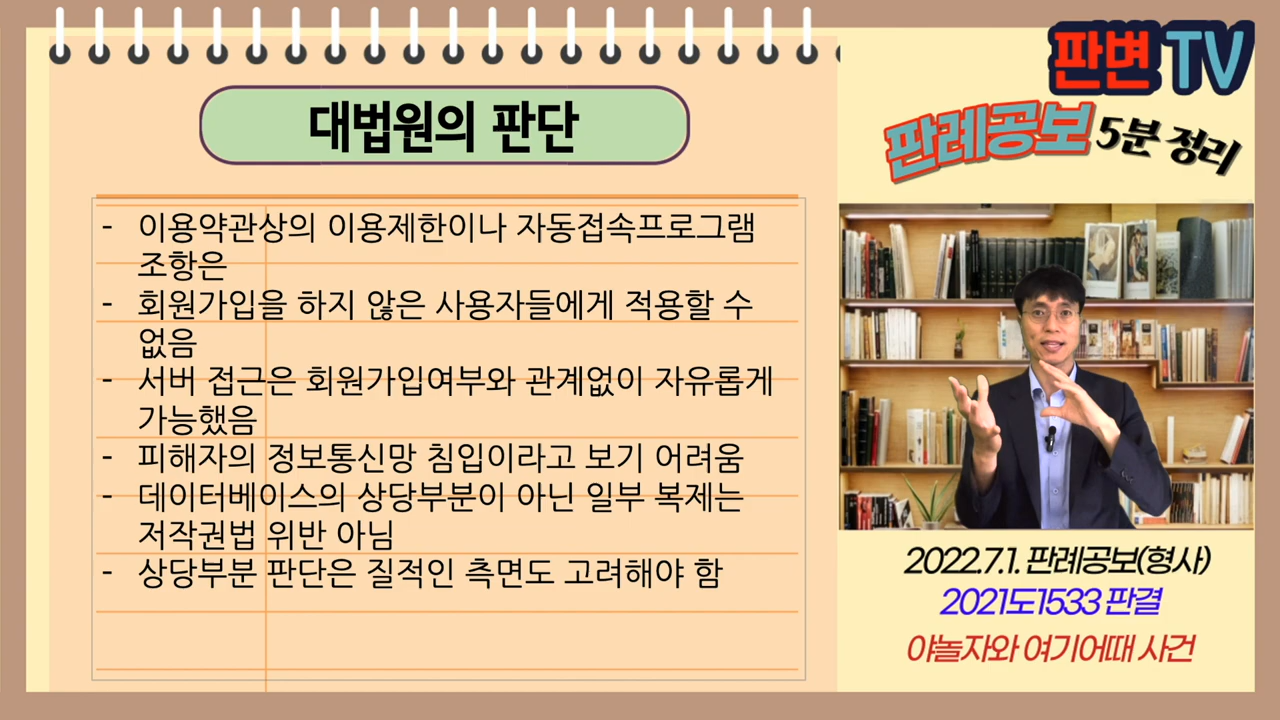 판변 TV
판례공보 5분 정리
대법원의 판단
- 이용약관상의 이용제한이나 자동접속프로그램
조항은
- 회원가입을 하지 않은 사용자들에게 적용할 수
없음
- 서버 접근은 회원가입여부와 관계없이 자유롭게
가능했음
- 피해자의 정보통신망 침입이라고 보기 어려움
- 데이터베이스의 상당부분이 아닌 일부 복제는
저작권법 위반 아님
- 상당부분 판단은 질적인 측면도 고려해야 함
2022.7.1. 판례공보(형사)
2021도1533 판결
야놀자와 여기어때 사건